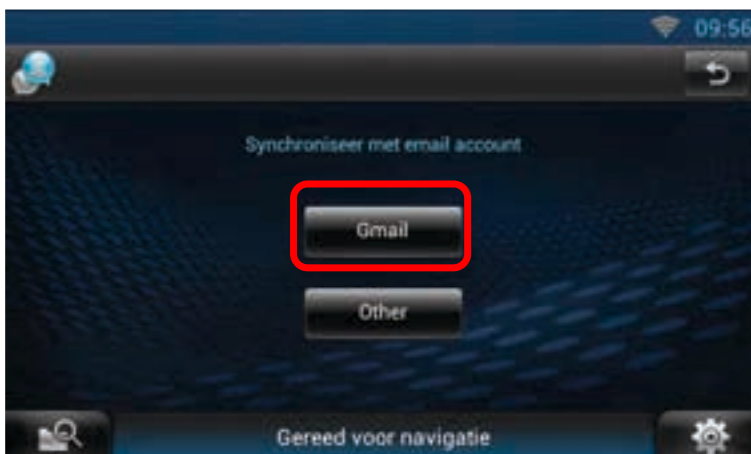 09:56
Synchroniseer met email account
Gmail
Other
Gereed voor navigatie